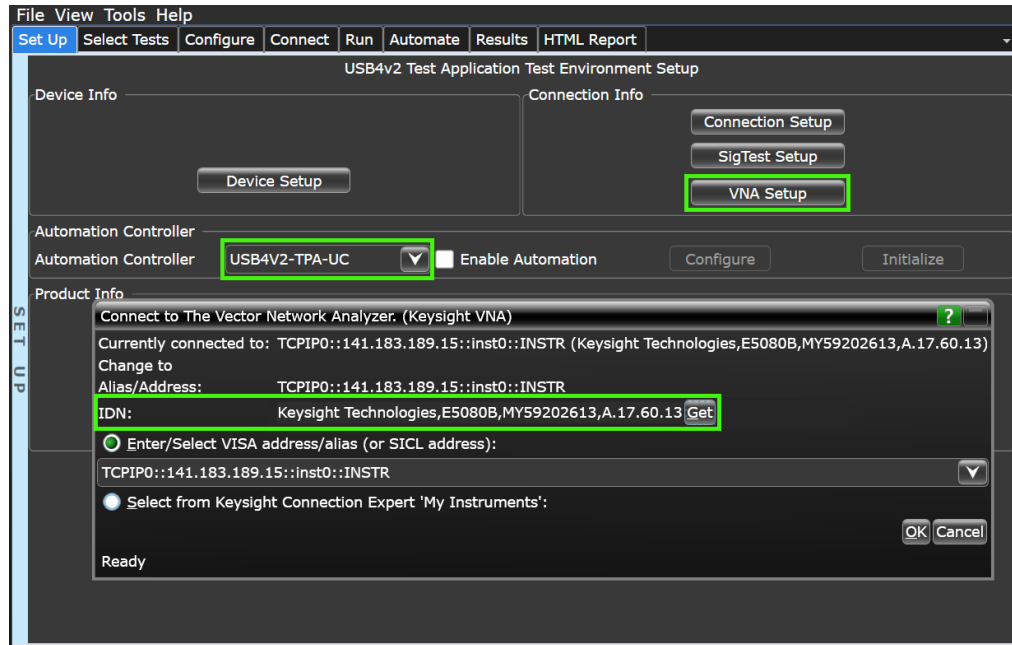 File View Tools Help
Set Up Select Tests Configure Connect Run Automate Results HTML Report
USB4v2 Test Application Test Environment Setup
Device Info
Connection Info
Connection Setup
SigTest Setup
Device Setup
VNA Setup
Automation Controller
Automation Controller USB4V2-TPA-UC Enable Automation Configure Initialize
Product Info
SET UP
Connect to The Vector Network Analyzer. (Keysight VNA) ?
Currently connected to: TCPIP0::141.183.189.15::inst0::INSTR (Keysight Technologies,E5080B,MY59202613,A.17.60.13)
Change to
Alias/Address: TCPIP0::141.183.189.15::inst0::INSTR
IDN: Keysight Technologies,E5080B,MY59202613,A.17.60.13 Get
Enter/Select VISA address/alias (or SICL address):
TCPIP0::141.183.189.15::inst0::INSTR
Select from Keysight Connection Expert 'My Instruments':
OK Cancel
Ready